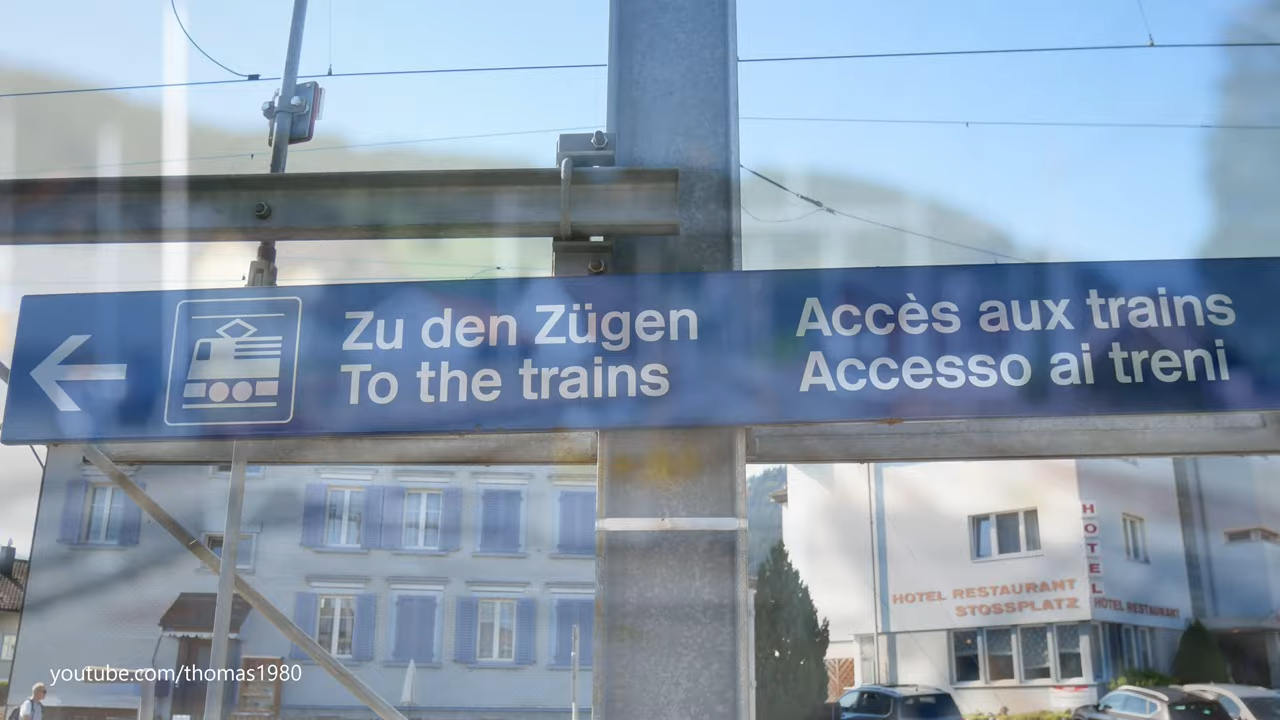 Zu den Zügen
To the trains
Accès aux trains
Accesso ai treni
HOTEL
HOTEL RESTAURANT
STOSSPLATZ
HOTEL RESTAURANT
youtube.com/thomas1980